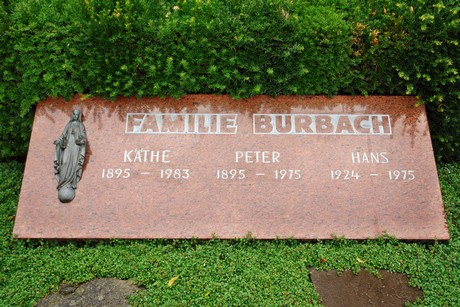 FAMILIE BURBACH
KÄTHE PETER HANS
1895 - 1983 1895 - 1975 1924 - 1975